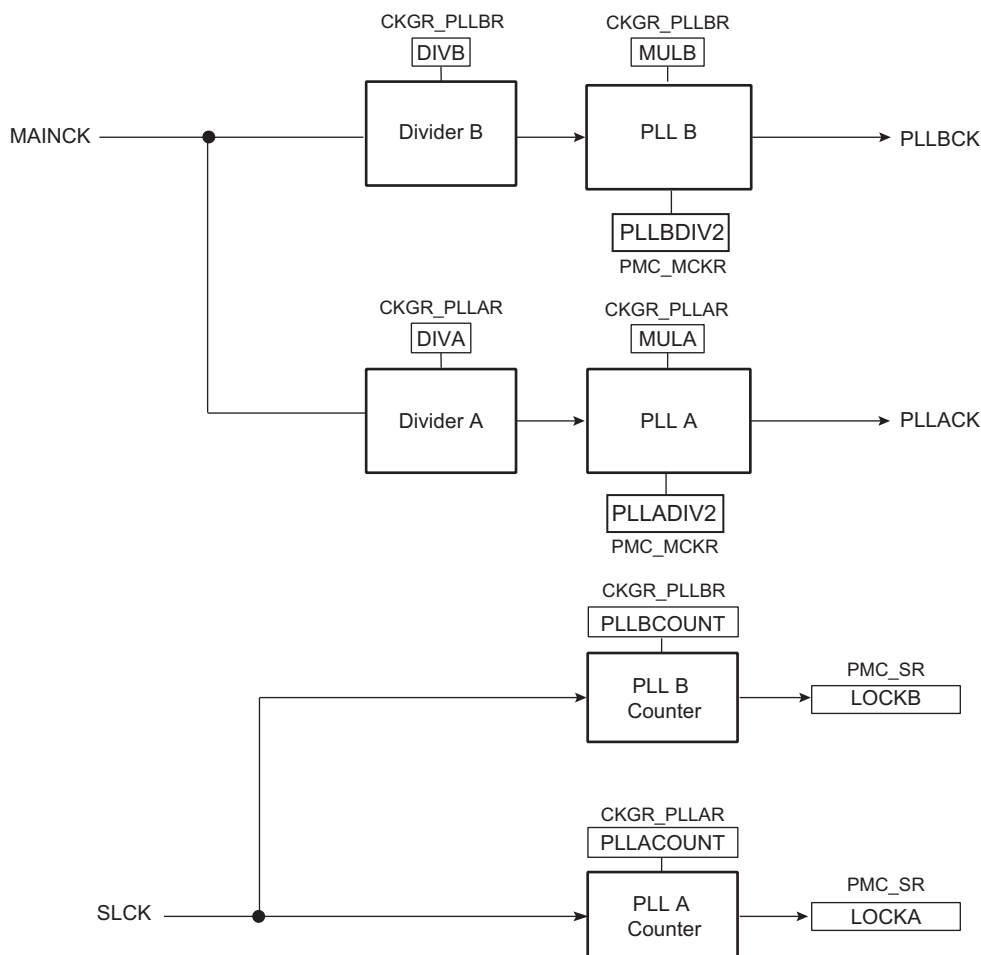 CKGR_PLLBR
DIVB
CKGR_PLLBR
MULB
MAINCK
Divider B
PLL B
PLLBCK
PLLBDIV2
PMC_MCKR
CKGR_PLLAR
DIVA
CKGR_PLLAR
MULA
Divider A
PLL A
PLLACK
PLLADIV2
PMC_MCKR
CKGR_PLLBR
PLLBCOUNT
PLL B
Counter
PMC_SR
LOCKB
CKGR_PLLAR
PLLACOUNT
SLCK
PLL A
Counter
PMC_SR
LOCKA